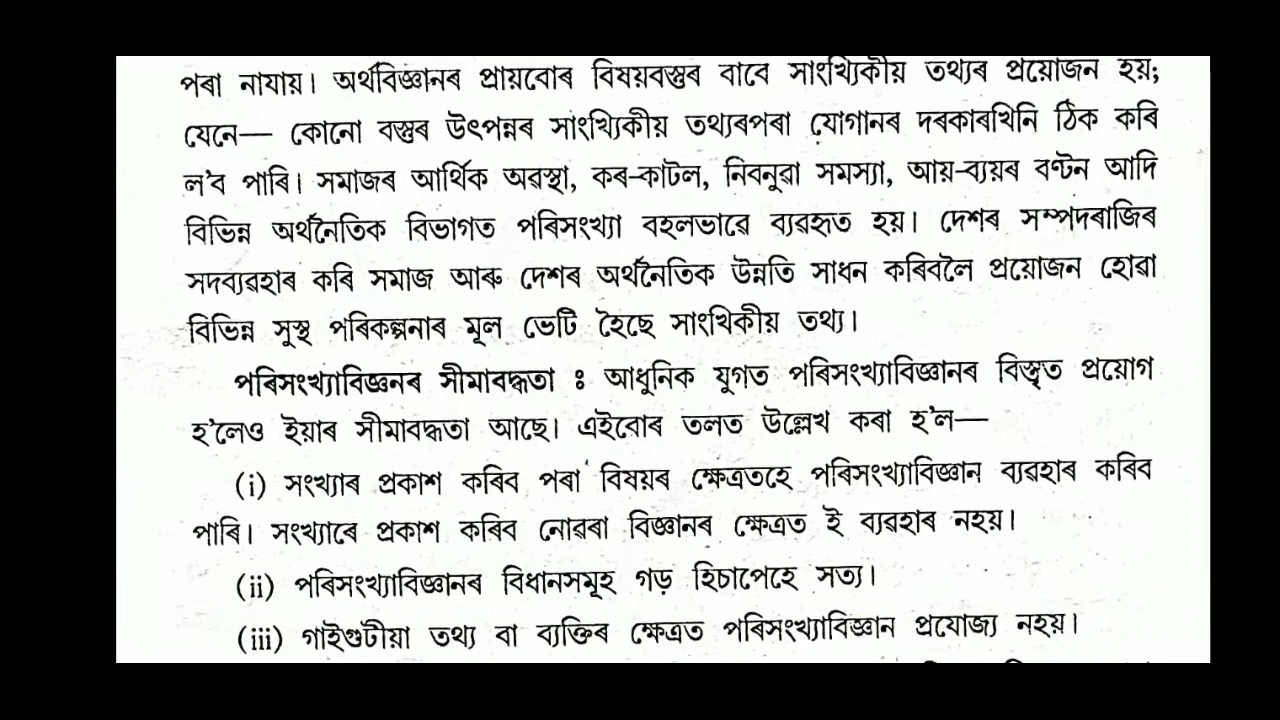 পৰা নাযায়। অৰ্থবিজ্ঞানৰ প্ৰায়বোৰ বিষয়বস্তুৰ বাবে সাংখ্যিকীয় তথ্যৰ প্ৰয়োজন হয়;
যেনে— কোনো বস্তুৰ উৎপন্নৰ সাংখ্যিকীয় তথ্যৰপৰা যোগানৰ দৰকাৰখিনি ঠিক কৰি
ল'ব পাৰি। সমাজৰ আৰ্থিক অৱস্থা, কৰ-কাটল, নিবনুৱা সমস্যা, আয়-ব্যয়ৰ বণ্টন আদি
বিভিন্ন অৰ্থনৈতিক বিভাগত পৰিসংখ্যা বহলভাৱে ব্যৱহৃত হয়। দেশৰ সম্পদৰাজিৰ
সদব্যৱহাৰ কৰি সমাজ আৰু দেশৰ অৰ্থনৈতিক উন্নতি সাধন কৰিবলৈ প্ৰয়োজন হোৱা
বিভিন্ন সুস্থ পৰিকল্পনাৰ মূল ভেটি হৈছে সাংখিকীয় তথ্য।
পৰিসংখ্যাবিজ্ঞনৰ সীমাবদ্ধতা ঃ আধুনিক যুগত পৰিসংখ্যাবিজ্ঞানৰ বিস্তৃত প্ৰয়োগ
হ'লেও ইয়াৰ সীমাবদ্ধতা আছে। এইবোৰ তলত উল্লেখ কৰা হ'ল—
(i) সংখ্যাৰ প্ৰকাশ কৰিব পৰা বিষয়ৰ ক্ষেত্ৰতহে পৰিসংখ্যাবিজ্ঞান ব্যৱহাৰ কৰিব
পাৰি। সংখ্যাৰে প্ৰকাশ কৰিব নোৱৰা বিজ্ঞানৰ ক্ষেত্ৰত ই ব্যৱহাৰ নহয়।
(ii) পৰিসংখ্যাবিজ্ঞানৰ বিধানসমূহ গড় হিচাপেহে সত্য।
(iii) গাইগুটীয়া তথ্য বা ব্যক্তিৰ ক্ষেত্ৰত পৰিসংখ্যাবিজ্ঞান প্ৰযোজ্য নহয়।